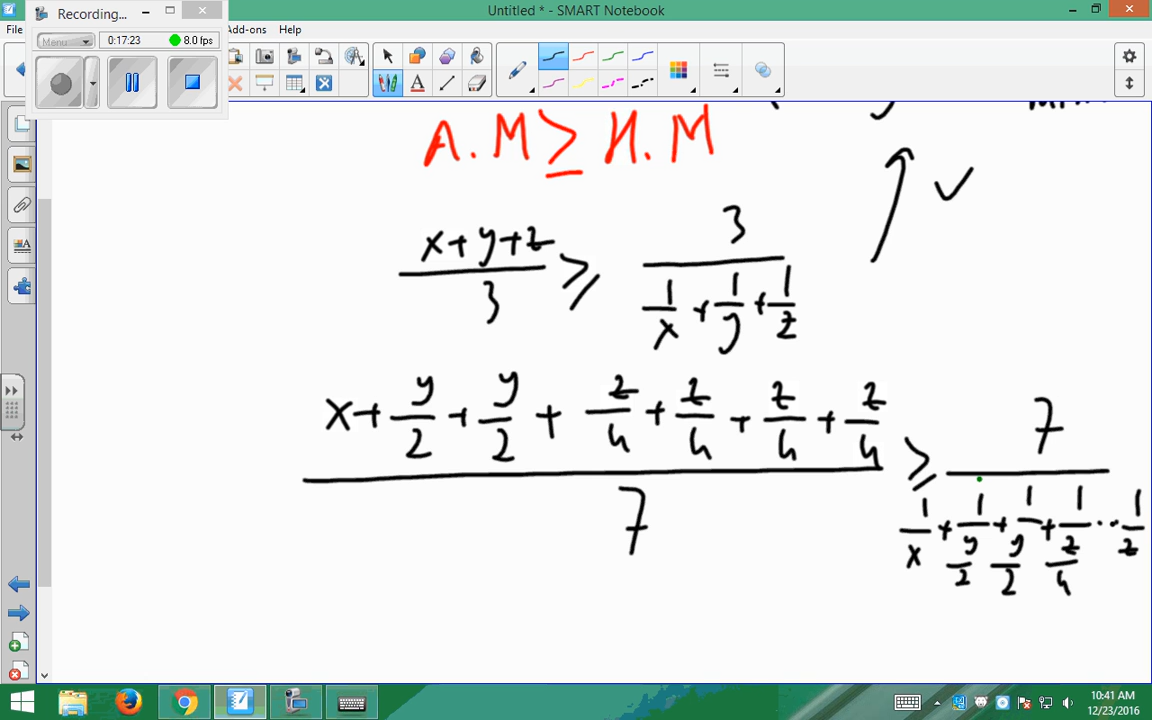 Recording...
Untitled * - SMART Notebook
File
Add-ons
Help
Menu
0:17:23
8.0 fps
A.M ≥ H.M
x+y+z/3 ≥ 3/(1/x + 1/y + 1/z)
x + y/2 + y/2 + z/4 + z/4 + z/4 + z/4
7
≥ 7
1/x + 1/(y/2) + 1/(y/2) + 1/(z/4) ... 1/z
10:41 AM
12/23/2016